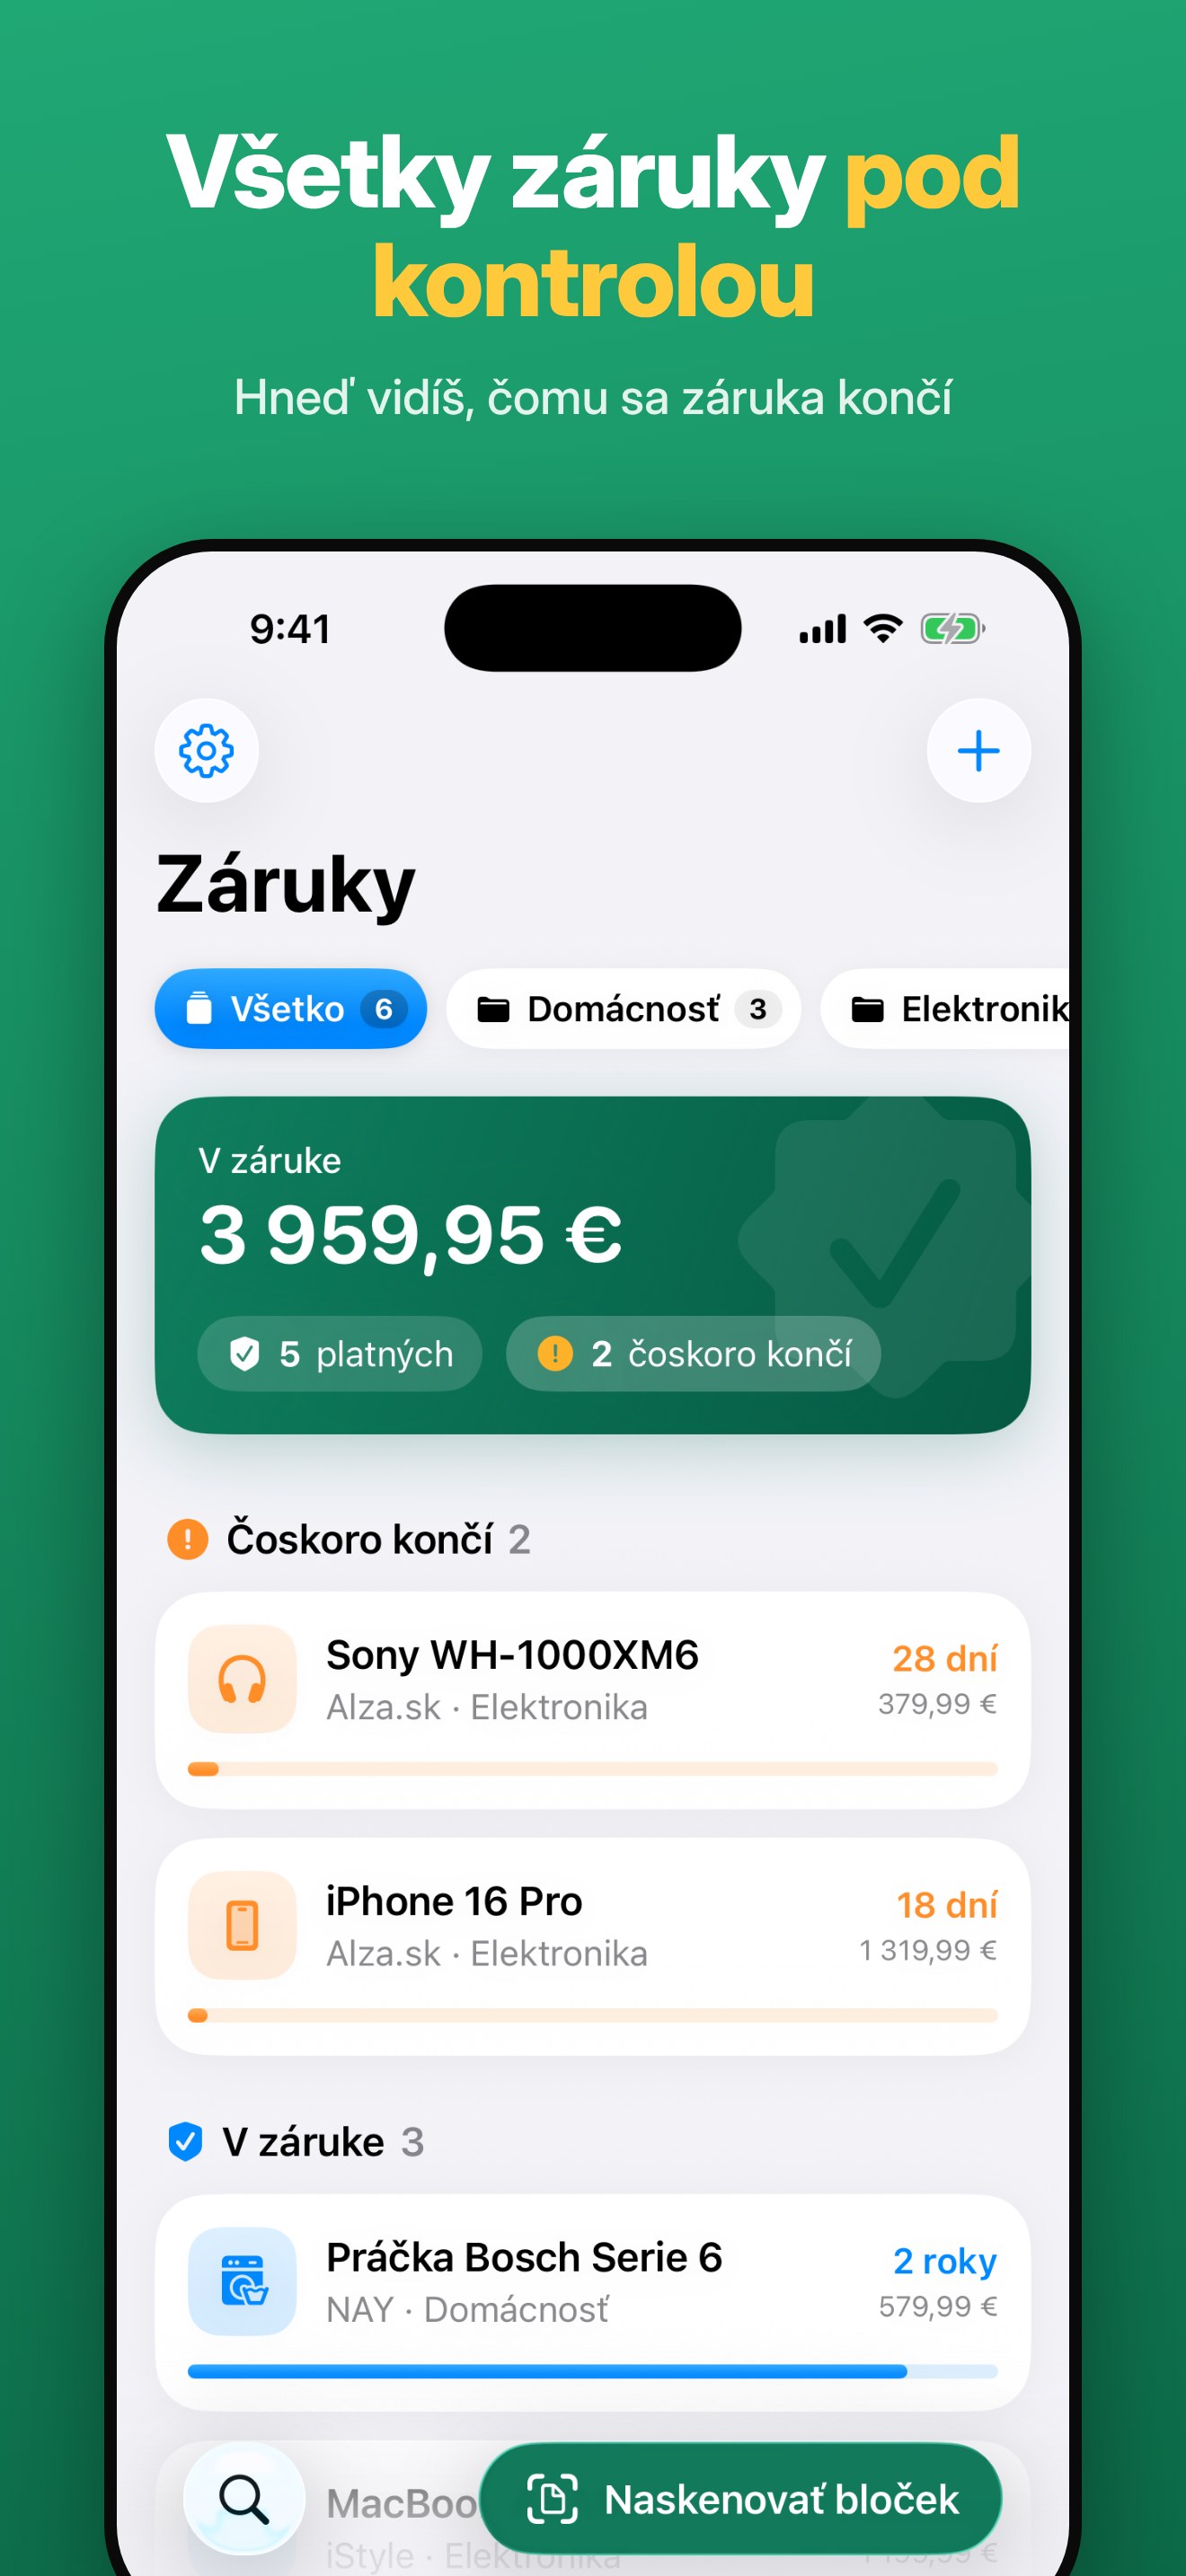 Všetky záruky pod
kontrolou
Hneď vidíš, čomu sa záruka končí
9:41
Záruky
Všetko 6
Domácnosť 3
Elektronik
V záruke
3 959,95 €
5 platných
2 čoskoro končí
Čoskoro končí 2
Sony WH-1000XM6
28 dní
Alza.sk · Elektronika
379,99 €
iPhone 16 Pro
18 dní
Alza.sk · Elektronika
1 319,99 €
V záruke 3
Práčka Bosch Serie 6
2 roky
NAY · Domácnosť
579,99 €
MacBoo
Naskenovať bloček
iStyle · Elektronika